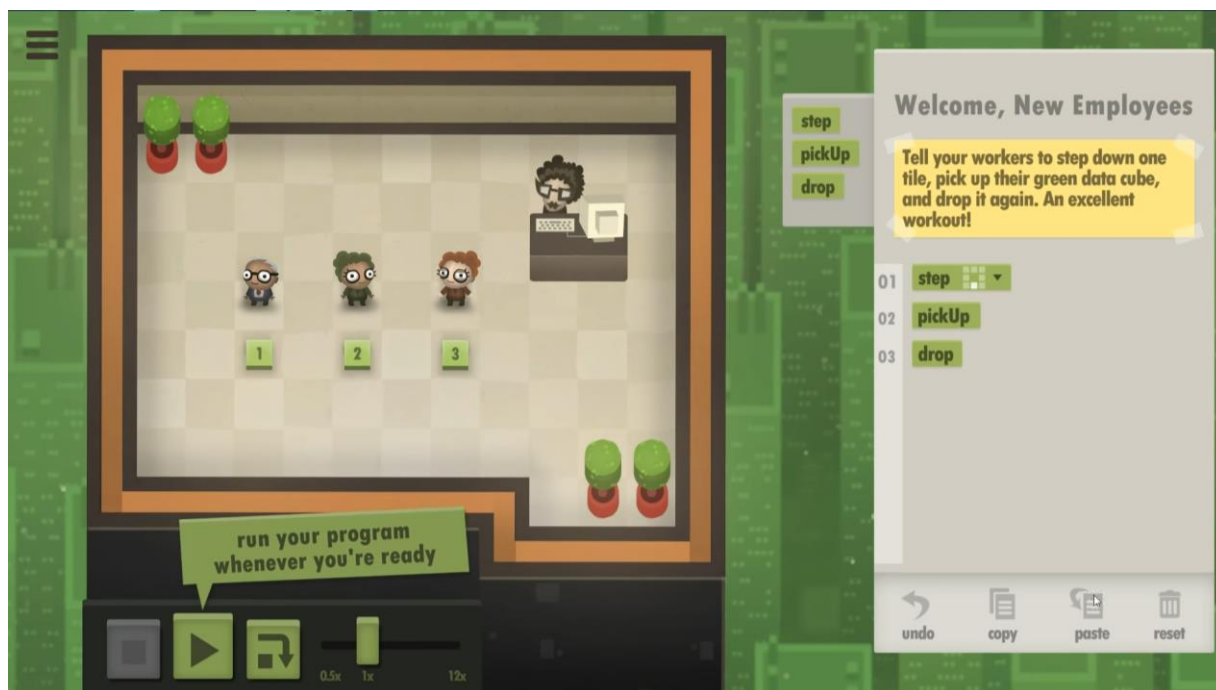 Welcome, New Employees
Tell your workers to step down one
tile, pick up their green data cube,
and drop it again. An excellent
workout!
step
pickUp
drop
01 step
02 pickUp
03 drop
1 2 3
run your program
whenever you're ready
0.5x 1x 12x
undo copy paste reset